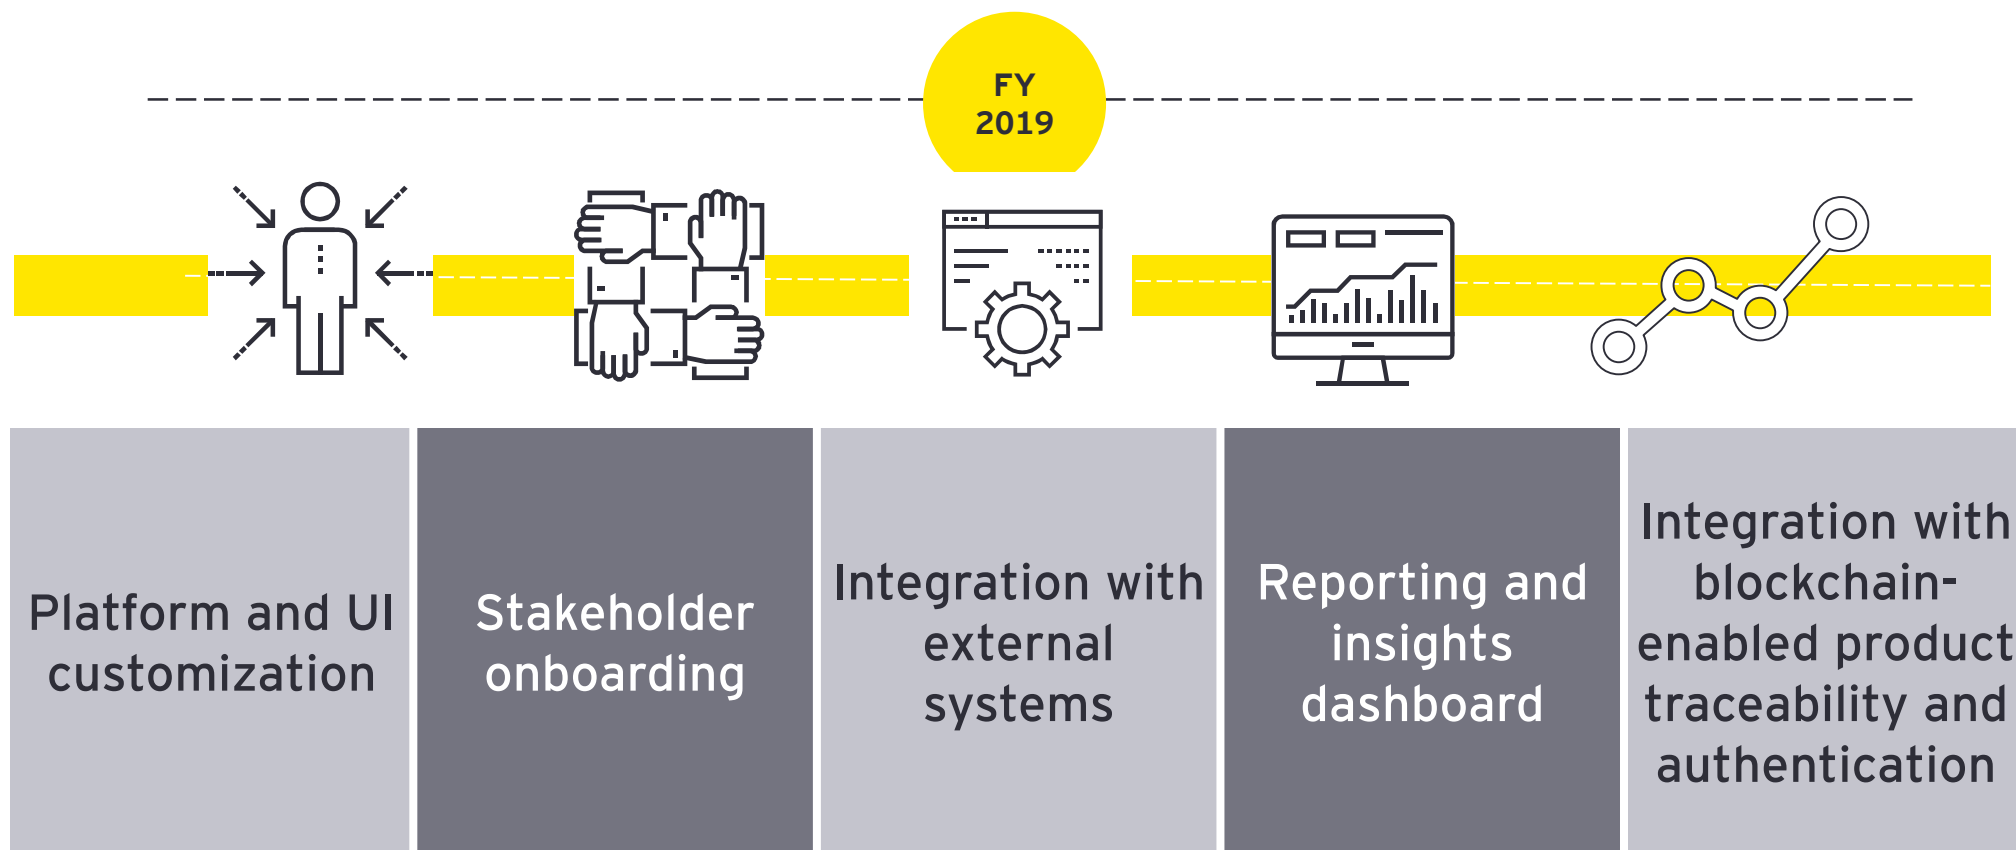 FY
2019
Platform and UI
customization
Stakeholder
onboarding
Integration with
external
systems
Reporting and
insights
dashboard
Integration with
blockchain-
enabled product
traceability and
authentication